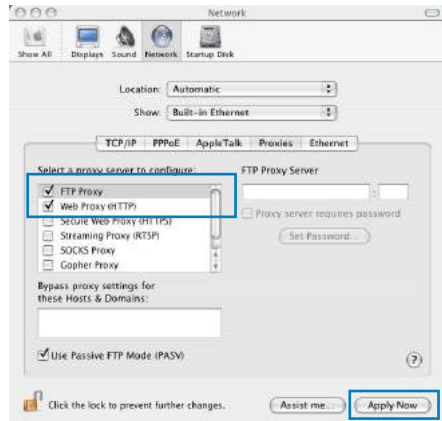 Network
Show All Displays Sound Network Startup Disk
Location: Automatic
Show: Built-in Ethernet
TCP/IP PPPoE AppleTalk Proxies Ethernet
Select a proxy server to configure: FTP Proxy Server
FTP Proxy
Web Proxy (HTTP) :
Secure Web Proxy (HTTPS) Proxy server requires password
Streaming Proxy (RTSP) Set Password...
SOCKS Proxy
Gopher Proxy
Bypass proxy settings for
these Hosts & Domains:
Use Passive FTP Mode (PASV) ?
Click the lock to prevent further changes. Assist me... Apply Now